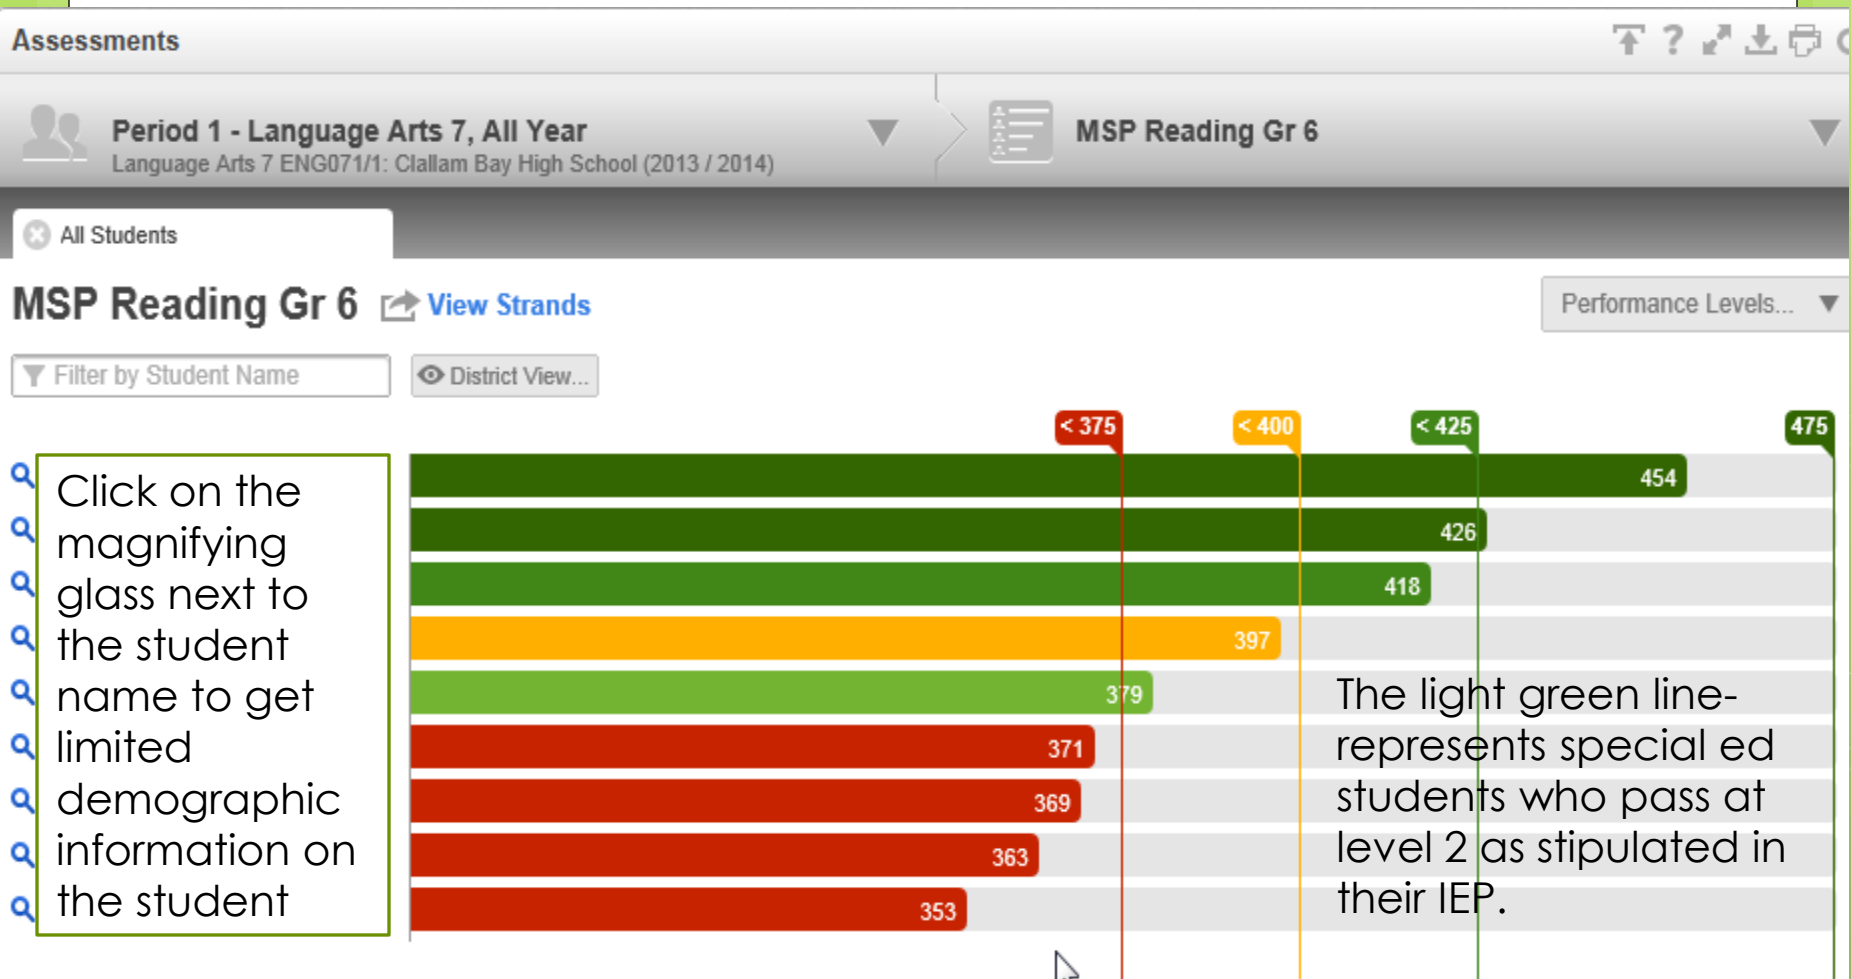 Assessments
?
Period 1 - Language Arts 7, All Year
Language Arts 7 ENG071/1: Clallam Bay High School (2013 / 2014)
MSP Reading Gr 6
All Students
MSP Reading Gr 6 View Strands
Performance Levels...
Filter by Student Name
District View...
< 375 < 400 < 425 475
454
426
418
397
379
371
369
363
353
Click on the
magnifying
glass next to
the student
name to get
limited
demographic
information on
the student
The light green line-
represents special ed
students who pass at
level 2 as stipulated in
their IEP.